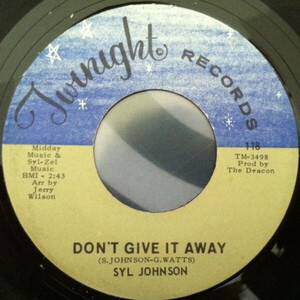 Twinight
RECORDS
118
Midday
Music &
Syl-Zel
Music
BMI - 2:43
Arr by
Jerry
Wilson
TM-3498
Prod by
The Deacon
DON'T GIVE IT AWAY
(S. JOHNSON-G. WATTS)
SYL JOHNSON